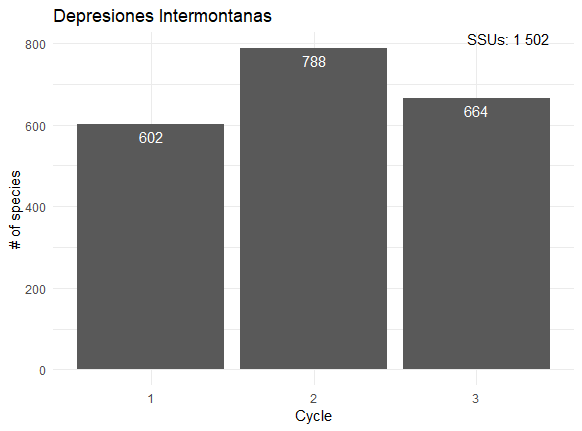 Depresiones Intermontanas
SSUs: 1 502
800
600
400
200
0
# of species
602
788
664
1
2
3
Cycle